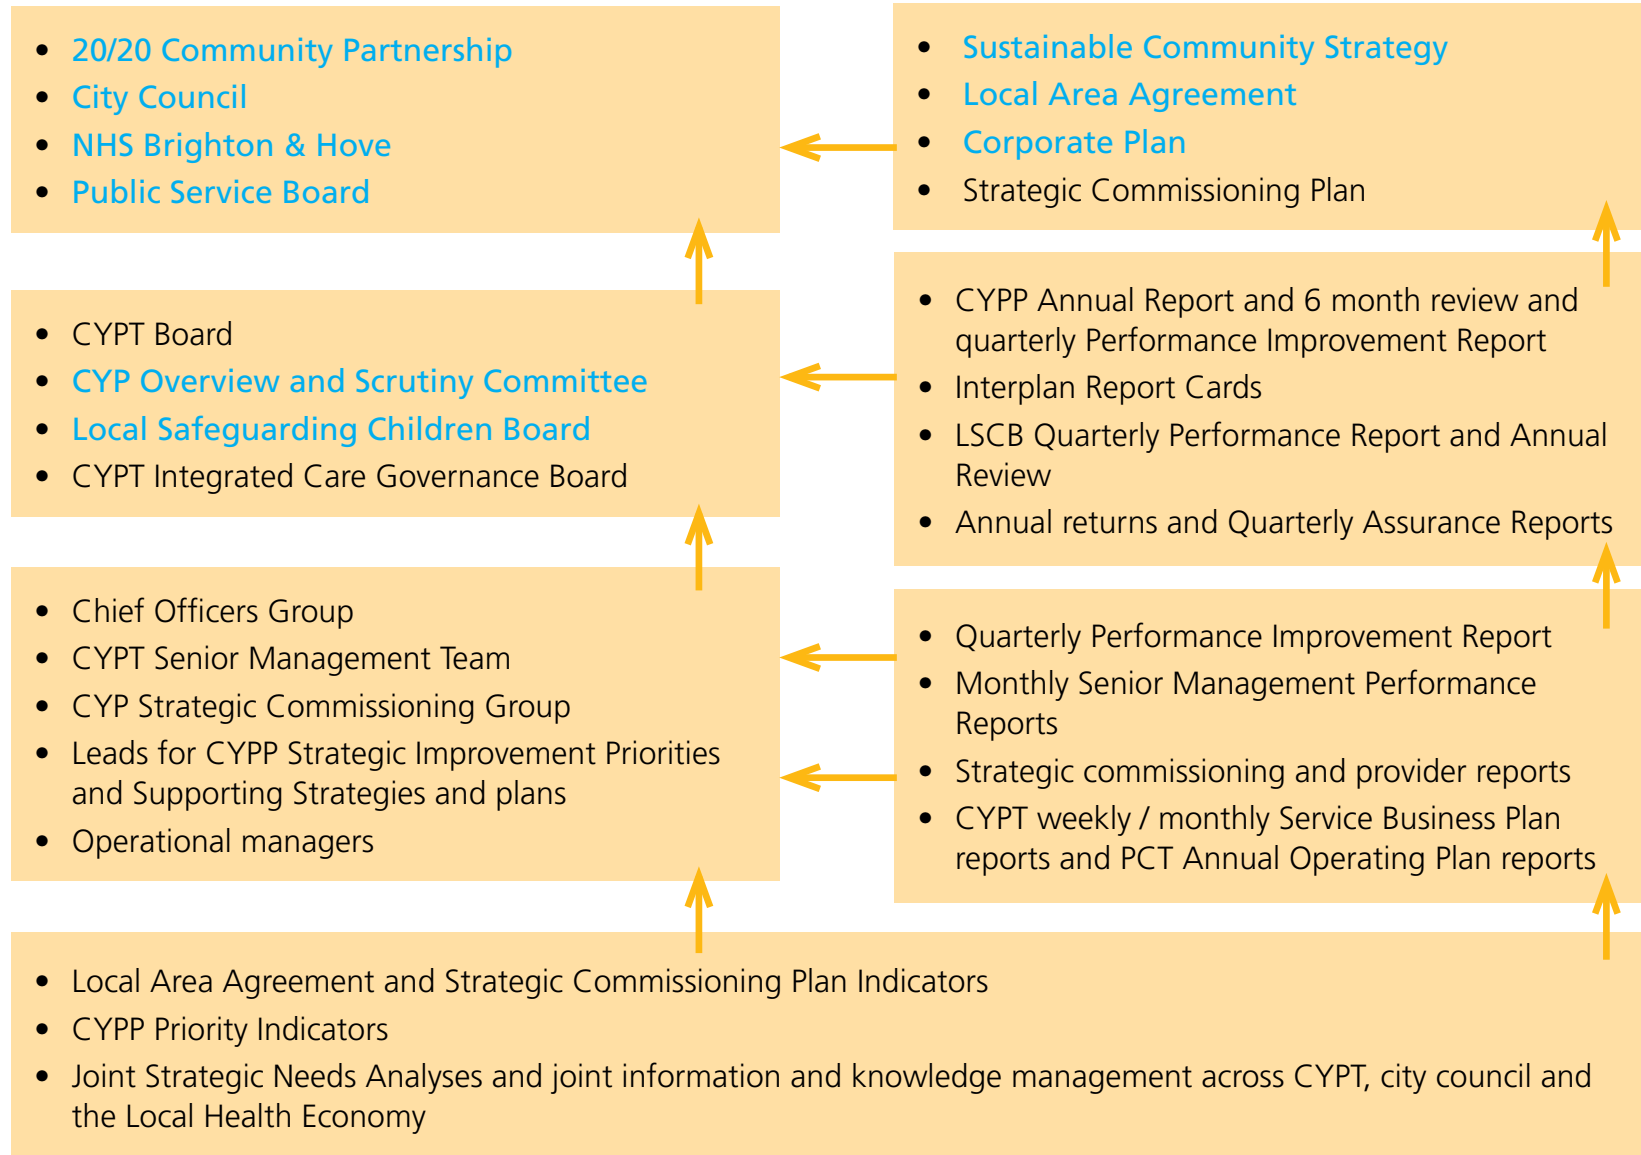 • 20/20 Community Partnership
• City Council
• NHS Brighton & Hove
• Public Service Board
• Sustainable Community Strategy
• Local Area Agreement
• Corporate Plan
• Strategic Commissioning Plan
• CYPT Board
• CYP Overview and Scrutiny Committee
• Local Safeguarding Children Board
• CYPT Integrated Care Governance Board
• CYPP Annual Report and 6 month review and
quarterly Performance Improvement Report
• Interplan Report Cards
• LSCB Quarterly Performance Report and Annual
Review
• Annual returns and Quarterly Assurance Reports
• Chief Officers Group
• CYPT Senior Management Team
• CYP Strategic Commissioning Group
• Leads for CYPP Strategic Improvement Priorities
and Supporting Strategies and plans
• Operational managers
• Quarterly Performance Improvement Report
• Monthly Senior Management Performance
Reports
• Strategic commissioning and provider reports
• CYPT weekly / monthly Service Business Plan
reports and PCT Annual Operating Plan reports
• Local Area Agreement and Strategic Commissioning Plan Indicators
• CYPP Priority Indicators
• Joint Strategic Needs Analyses and joint information and knowledge management across CYPT, city council and
the Local Health Economy